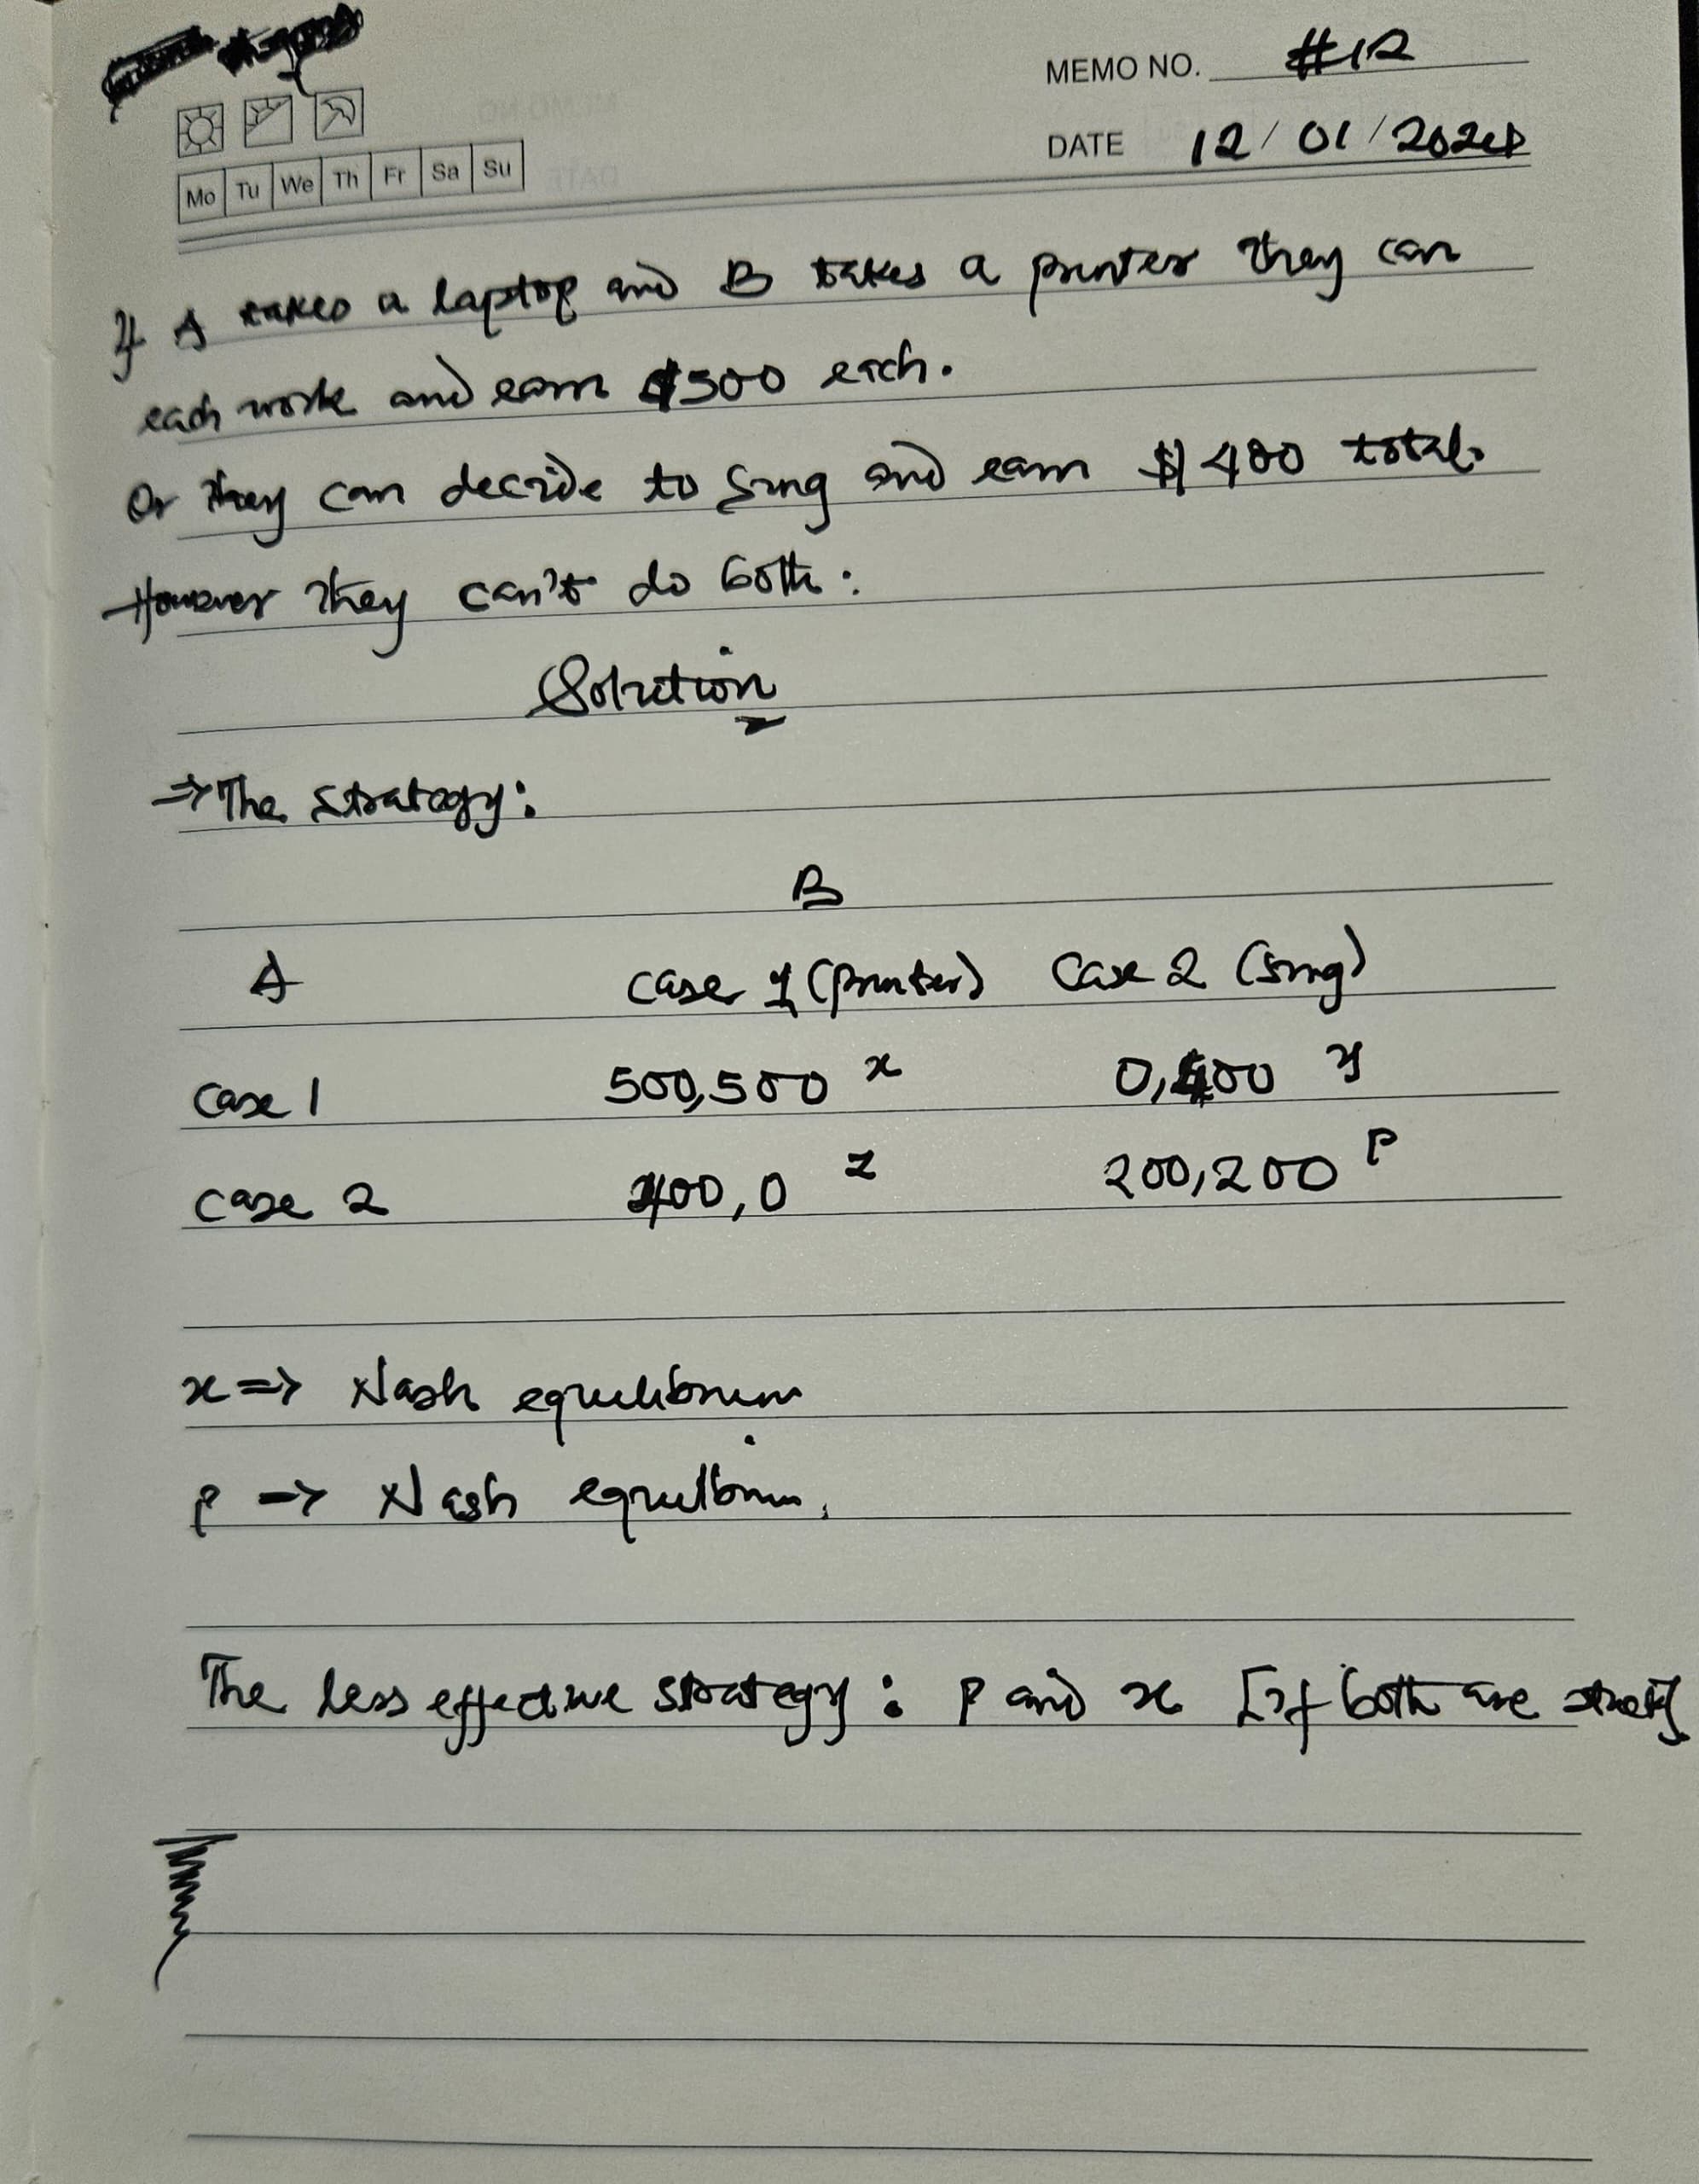 MEMO NO. #12
DATE 12/01/2024
Mo Tu We Th Fr Sa Su
If A takes a laptop and B takes a printer they can
each work and earn $500 each.
Or they can decide to sing and earn $400 total.
However they can't do both:
Solution
⇒ The strategy:
B
A case 1 (printer) Case 2 (sing)
case 1 500,500 x 0,400 y
case 2 400,0 z 200,200 P
x => Nash equilibrium
P => Nash equilibrium.
The less effective strategy: P and x [if both are